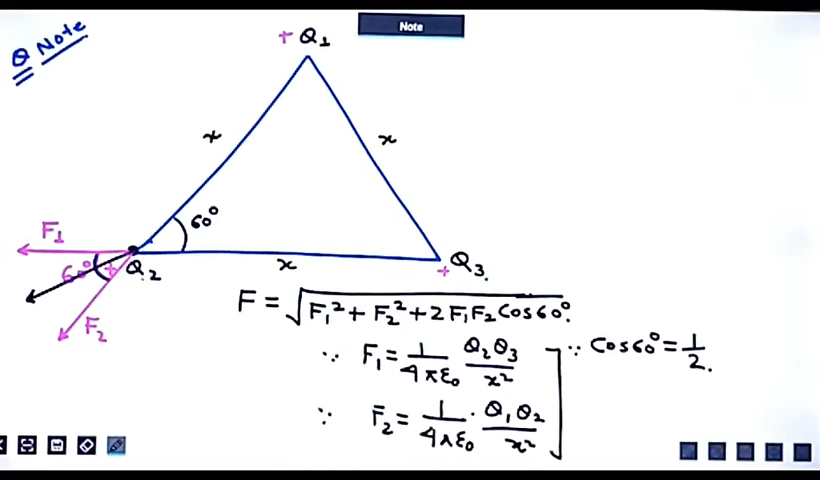 Note
Q Note
+ Q₁
x
x
60°
F₁
60°
+
Q₂
x
+ Q₃.
F₂
F = √F₁² + F₂² + 2F₁F₂ Cos60°.
∵ F₁ = 1/4πε₀ Q₂Q₃/x² ∵ Cos60° = 1/2.
∵ F₂ = 1/4πε₀ · Q₁Q₂/x²